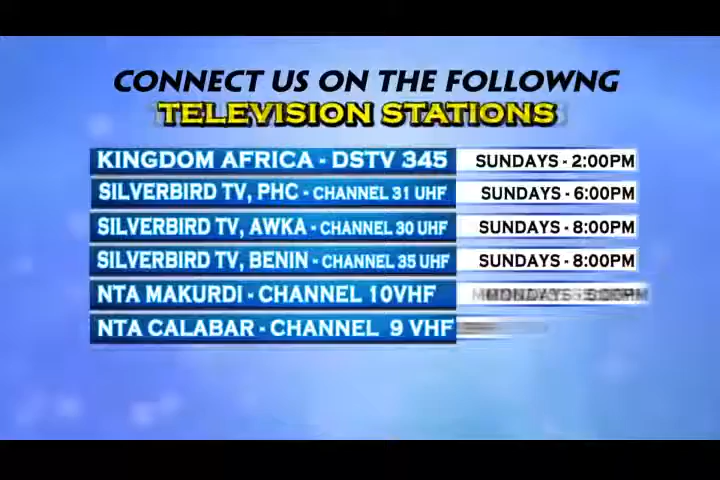 CONNECT US ON THE FOLLOWNG
TELEVISION STATIONS
KINGDOM AFRICA - DSTV 345 SUNDAYS - 2:00PM
SILVERBIRD TV, PHC - CHANNEL 31 UHF SUNDAYS - 6:00PM
SILVERBIRD TV, AWKA - CHANNEL 30 UHF SUNDAYS - 8:00PM
SILVERBIRD TV, BENIN - CHANNEL 35 UHF SUNDAYS - 8:00PM
NTA MAKURDI - CHANNEL 10VHF MONDAYS
NTA CALABAR - CHANNEL 9 VHF